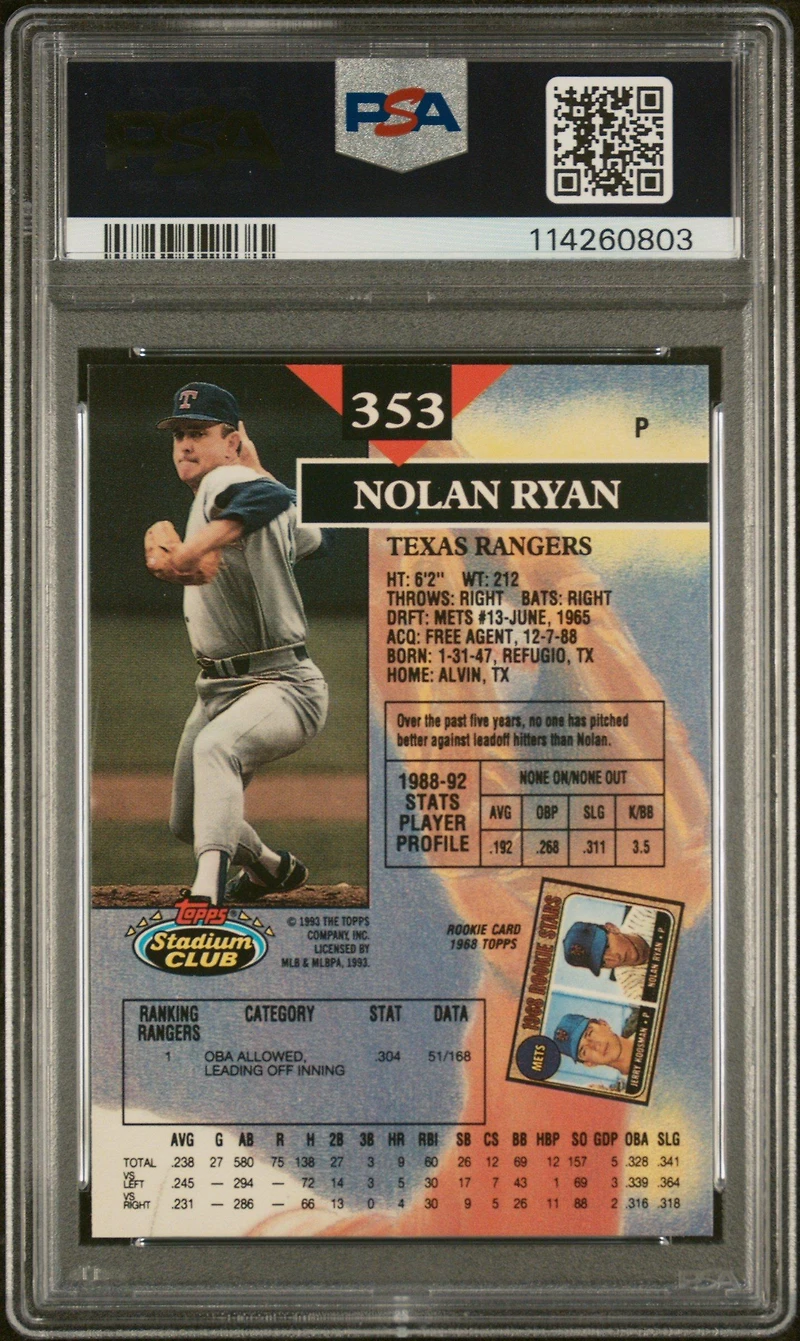 PSA
PSA
114260803
353
P
NOLAN RYAN
TEXAS RANGERS
HT: 6'2" WT: 212
THROWS: RIGHT BATS: RIGHT
DRFT: METS #13-JUNE, 1965
ACQ: FREE AGENT, 12-7-88
BORN: 1-31-47, REFUGIO, TX
HOME: ALVIN, TX
Over the past five years, no one has pitched
better against leadoff hitters than Nolan.
1988-92
STATS
PLAYER
PROFILE
NONE ON/NONE OUT
AVG OBP SLG K/BB
.192 .268 .311 3.5
T
Topps
Stadium
CLUB
© 1993 THE TOPPS
COMPANY, INC.
LICENSED BY
MLB & MLBPA, 1993.
ROOKIE CARD
1968 TOPPS
1968 ROOKIE STARS
NOLAN RYAN • P
JERRY KOOSMAN • P
METS
RANKING RANGERS CATEGORY STAT DATA
1 OBA ALLOWED, LEADING OFF INNING .304 51/168
AVG G AB R H 2B 3B HR RBI SB CS BB HBP SO GDP OBA SLG
TOTAL .238 27 580 75 138 27 3 9 60 26 12 69 12 157 5 .328 .341
VS LEFT .245 — 294 — 72 14 3 5 30 17 7 43 1 69 3 .339 .364
VS RIGHT .231 — 286 — 66 13 0 4 30 9 5 26 11 88 2 .316 .318
PSA